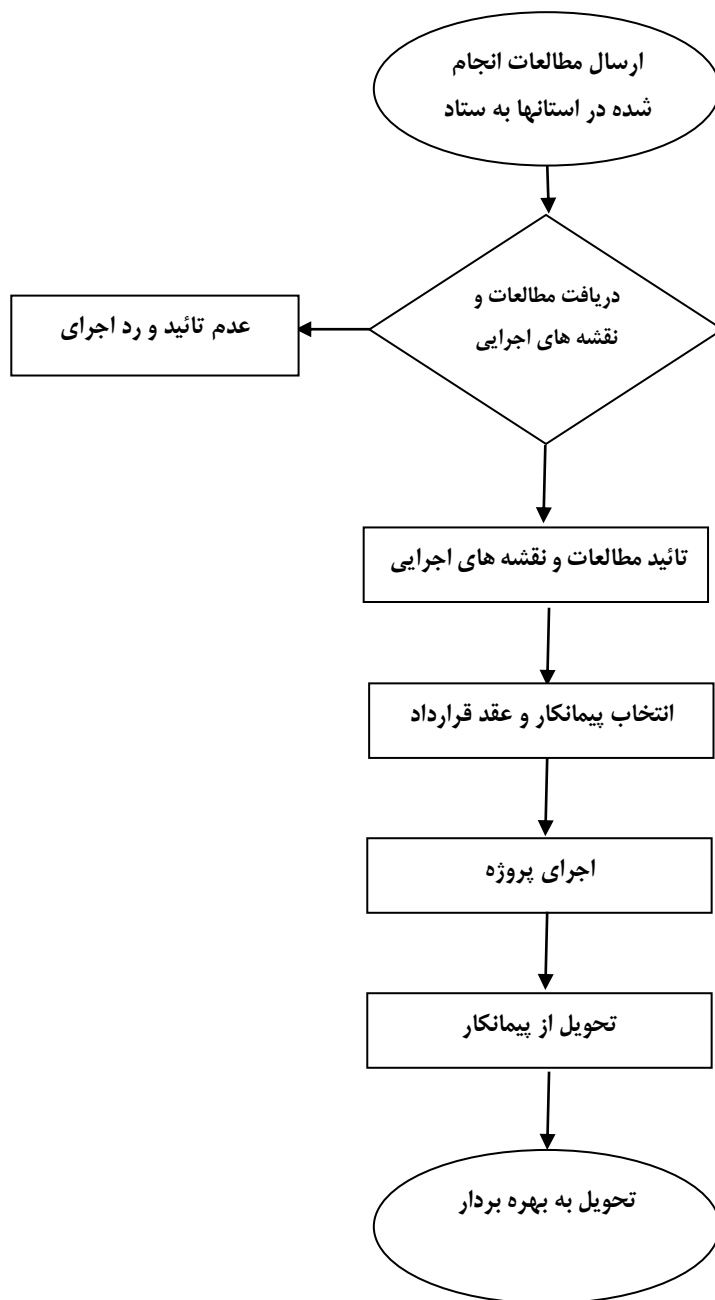 ارسال مطالعات انجام
شده در استانها به ستاد
دریافت مطالعات و
نقشه های اجرایی
عدم تائید و رد اجرای
تائید مطالعات و نقشه های اجرایی
انتخاب پیمانکار و عقد قرارداد
اجرای پروژه
تحویل از پیمانکار
تحویل به بهره بردار